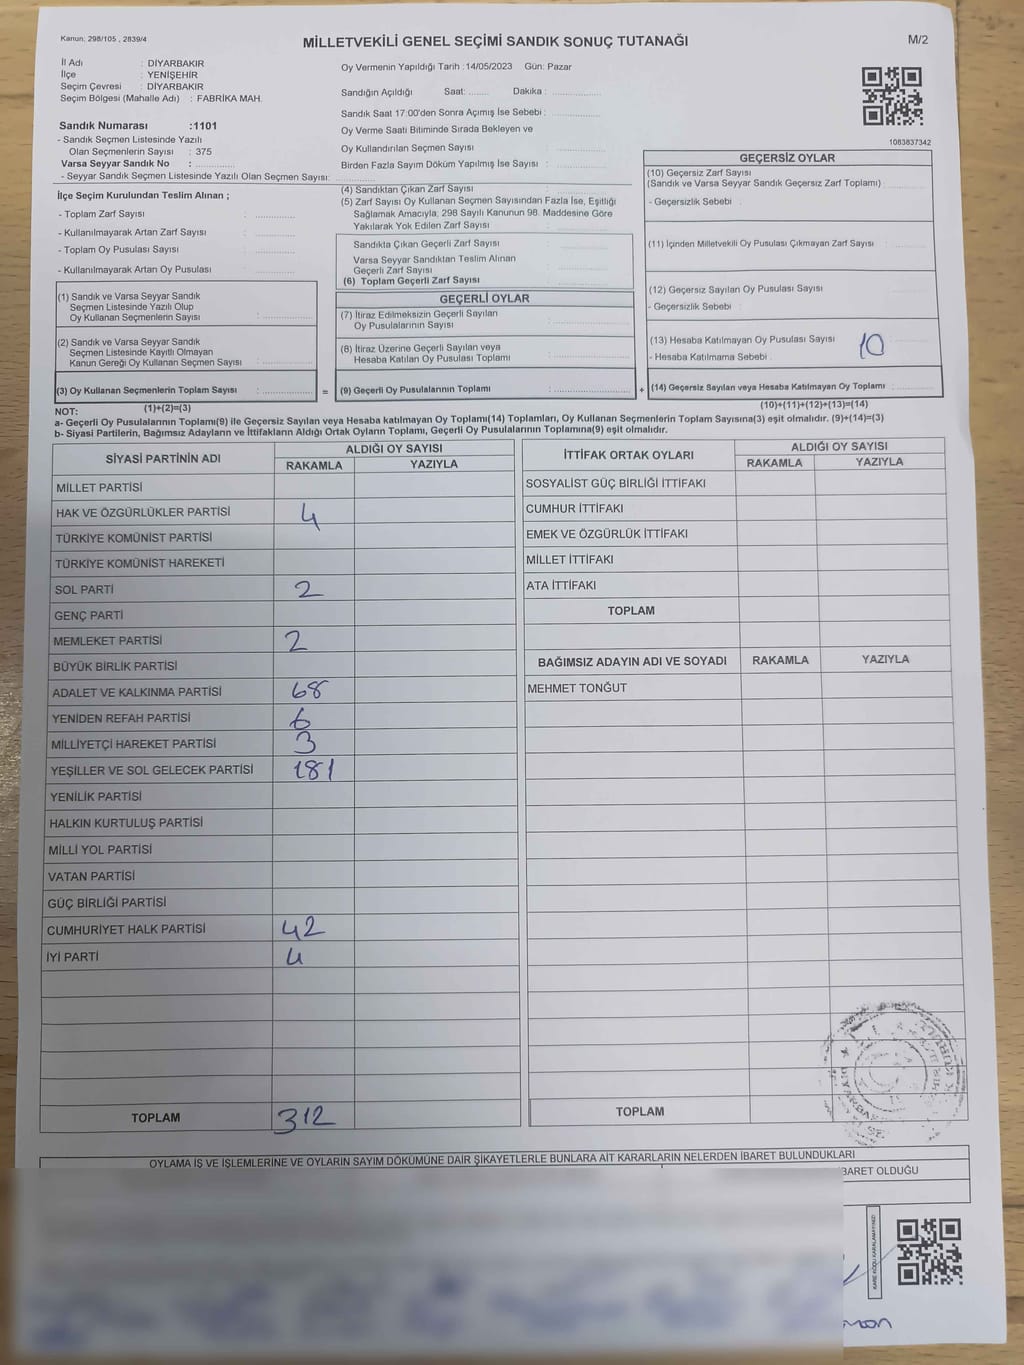 Kanun: 298/105 , 2839/4
MİLLETVEKİLİ GENEL SEÇİMİ SANDIK SONUÇ TUTANAĞI
M/2
İl Adı : DİYARBAKIR
İlçe : YENİŞEHİR
Seçim Çevresi : DİYARBAKIR
Seçim Bölgesi (Mahalle Adı) : FABRİKA MAH.
Sandık Numarası :1101
- Sandık Seçmen Listesinde Yazılı
Olan Seçmenlerin Sayısı : 375
Varsa Seyyar Sandık No : ............
- Seyyar Sandık Seçmen Listesinde Yazılı Olan Seçmen Sayısı: ............
Oy Vermenin Yapıldığı Tarih :14/05/2023 Gün: Pazar
Sandığın Açıldığı Saat: ....... Dakika : ............
Sandık Saat 17:00'den Sonra Açımış İse Sebebi : ............
Oy Verme Saati Bitiminde Sırada Bekleyen ve
Oy Kullandırılan Seçmen Sayısı : ............
Birden Fazla Sayım Döküm Yapılmış İse Sayısı : ............
1083837342
İlçe Seçim Kurulundan Teslim Alınan ;
- Toplam Zarf Sayısı : ............
- Kullanılmayarak Artan Zarf Sayısı : ............
- Toplam Oy Pusulası Sayısı : ............
- Kullanılmayarak Artan Oy Pusulası : ............
(1) Sandık ve Varsa Seyyar Sandık
Seçmen Listesinde Yazılı Olup
Oy Kullanan Seçmenlerin Sayısı : ............
(2) Sandık ve Varsa Seyyar Sandık
Seçmen Listesinde Kayıtlı Olmayan
Kanun Gereği Oy Kullanan Seçmen Sayısı : ............
(3) Oy Kullanan Seçmenlerin Toplam Sayısı : ............
(1)+(2)=(3)
(4) Sandıktan Çıkan Zarf Sayısı : ............
(5) Zarf Sayısı Oy Kullanan Seçmen Sayısından Fazla İse, Eşitliği
Sağlamak Amacıyla, 298 Sayılı Kanunun 98. Maddesine Göre
Yakılarak Yok Edilen Zarf Sayısı : ............
Sandıkta Çıkan Geçerli Zarf Sayısı : ............
Varsa Seyyar Sandıktan Teslim Alınan
Geçerli Zarf Sayısı : ............
(6) Toplam Geçerli Zarf Sayısı : ............
GEÇERLİ OYLAR
(7) İtiraz Edilmeksizin Geçerli Sayılan
Oy Pusulalarının Sayısı : ............
(8) İtiraz Üzerine Geçerli Sayılan veya
Hesaba Katılan Oy Pusulası Toplamı : ............
= (9) Geçerli Oy Pusulalarının Toplamı : ............
GEÇERSİZ OYLAR
(10) Geçersiz Zarf Sayısı
(Sandık ve Varsa Seyyar Sandık Geçersiz Zarf Toplamı) : ............
- Geçersizlik Sebebi :
(11) İçinden Milletvekili Oy Pusulası Çıkmayan Zarf Sayısı : ............
(12) Geçersiz Sayılan Oy Pusulası Sayısı : ............
- Geçersizlik Sebebi :
(13) Hesaba Katılmayan Oy Pusulası Sayısı : 10
- Hesaba Katılmama Sebebi :
+ (14) Geçersiz Sayılan veya Hesaba Katılmayan Oy Toplamı : ............
(10)+(11)+(12)+(13)=(14)
NOT:
a- Geçerli Oy Pusulalarının Toplamı(9) ile Geçersiz Sayılan veya Hesaba katılmayan Oy Toplamı(14) Toplamları, Oy Kullanan Seçmenlerin Toplam Sayısına(3) eşit olmalıdır. (9)+(14)=(3)
b- Siyasi Partilerin, Bağımsız Adayların ve İttifakların Aldığı Ortak Oyların Toplamı, Geçerli Oy Pusulalarının Toplamına(9) eşit olmalıdır.
SİYASİ PARTİNİN ADI ALDIĞI OY SAYISI
RAKAMLA YAZIYLA
MİLLET PARTİSİ
HAK VE ÖZGÜRLÜKLER PARTİSİ 4
TÜRKİYE KOMÜNİST PARTİSİ
TÜRKİYE KOMÜNİST HAREKETİ
SOL PARTİ 2
GENÇ PARTİ
MEMLEKET PARTİSİ 2
BÜYÜK BİRLİK PARTİSİ
ADALET VE KALKINMA PARTİSİ 68
YENİDEN REFAH PARTİSİ 6
MİLLİYETÇİ HAREKET PARTİSİ 3
YEŞİLLER VE SOL GELECEK PARTİSİ 181
YENİLİK PARTİSİ
HALKIN KURTULUŞ PARTİSİ
MİLLİ YOL PARTİSİ
VATAN PARTİSİ
GÜÇ BİRLİĞİ PARTİSİ
CUMHURİYET HALK PARTİSİ 42
İYİ PARTİ 4
TOPLAM 312
İTTİFAK ORTAK OYLARI ALDIĞI OY SAYISI
RAKAMLA YAZIYLA
SOSYALİST GÜÇ BİRLİĞİ İTTİFAKI
CUMHUR İTTİFAKI
EMEK VE ÖZGÜRLÜK İTTİFAKI
MİLLET İTTİFAKI
ATA İTTİFAKI
TOPLAM
BAĞIMSIZ ADAYIN ADI VE SOYADI RAKAMLA YAZIYLA
MEHMET TONĞUT
TOPLAM
OYLAMA İŞ VE İŞLEMLERİNE VE OYLARIN SAYIM DÖKÜMÜNE DAİR ŞİKAYETLERLE BUNLARA AİT KARARLARIN NELERDEN İBARET BULUNDUKLARI
BARET OLDUĞU
KARE KODU KARALAMAYINIZ!